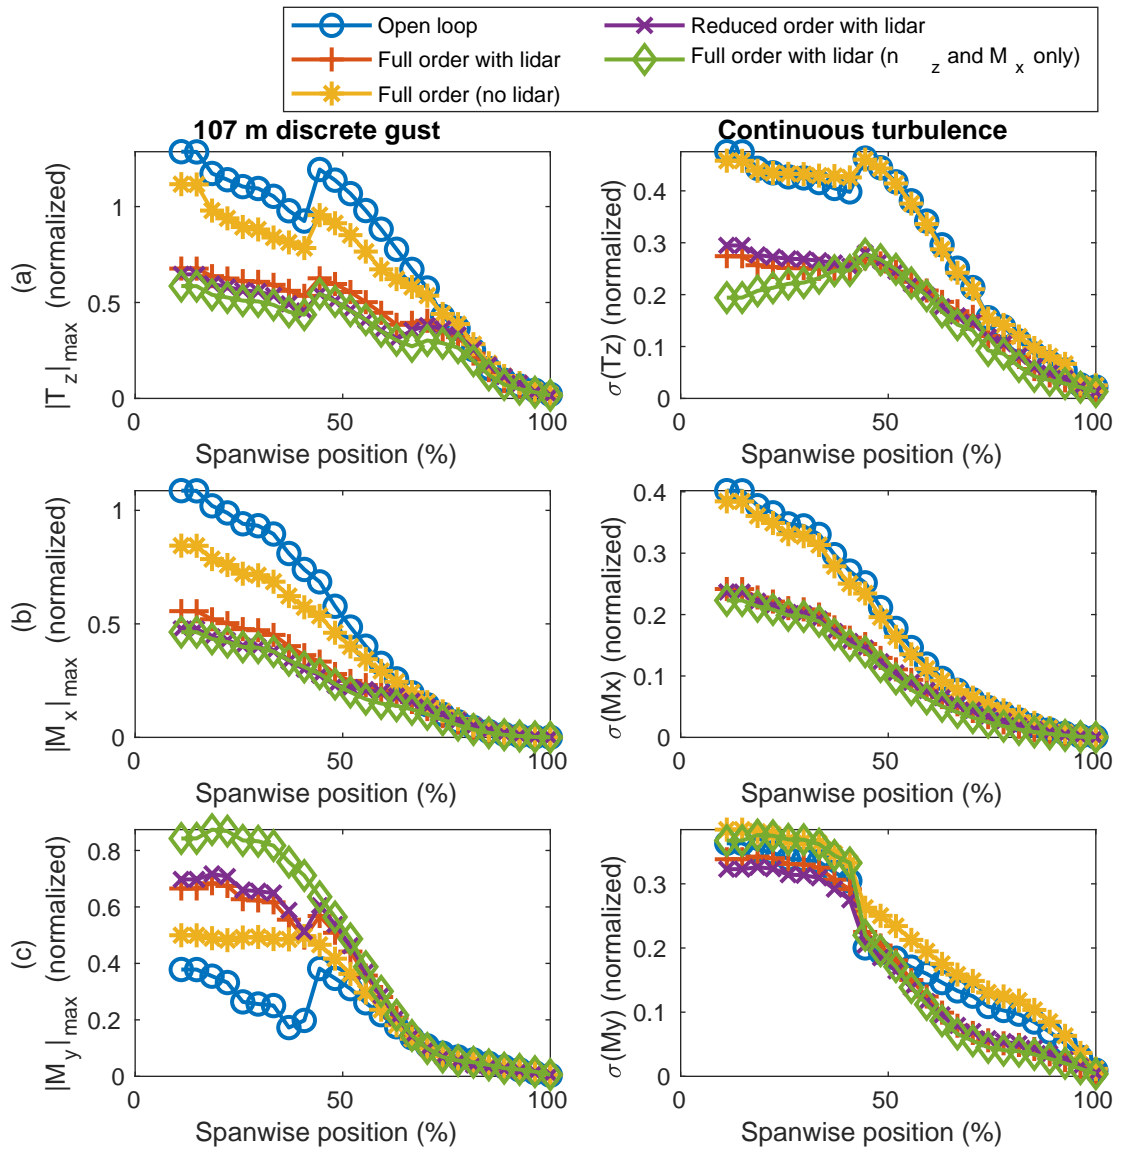 Open loop
Full order with lidar
Full order (no lidar)
Reduced order with lidar
Full order with lidar (n z and M x only)
107 m discrete gust
Continuous turbulence
(a)
|T z|max (normalized)
1
0.5
0
0 50 100
Spanwise position (%)
σ(Tz) (normalized)
0.4
0.3
0.2
0.1
0
0 50 100
Spanwise position (%)
(b)
|M x|max (normalized)
1
0.5
0
0 50 100
Spanwise position (%)
σ(Mx) (normalized)
0.4
0.3
0.2
0.1
0
0 50 100
Spanwise position (%)
(c)
|M y|max (normalized)
0.8
0.6
0.4
0.2
0
0 50 100
Spanwise position (%)
σ(My) (normalized)
0.3
0.2
0.1
0
0 50 100
Spanwise position (%)